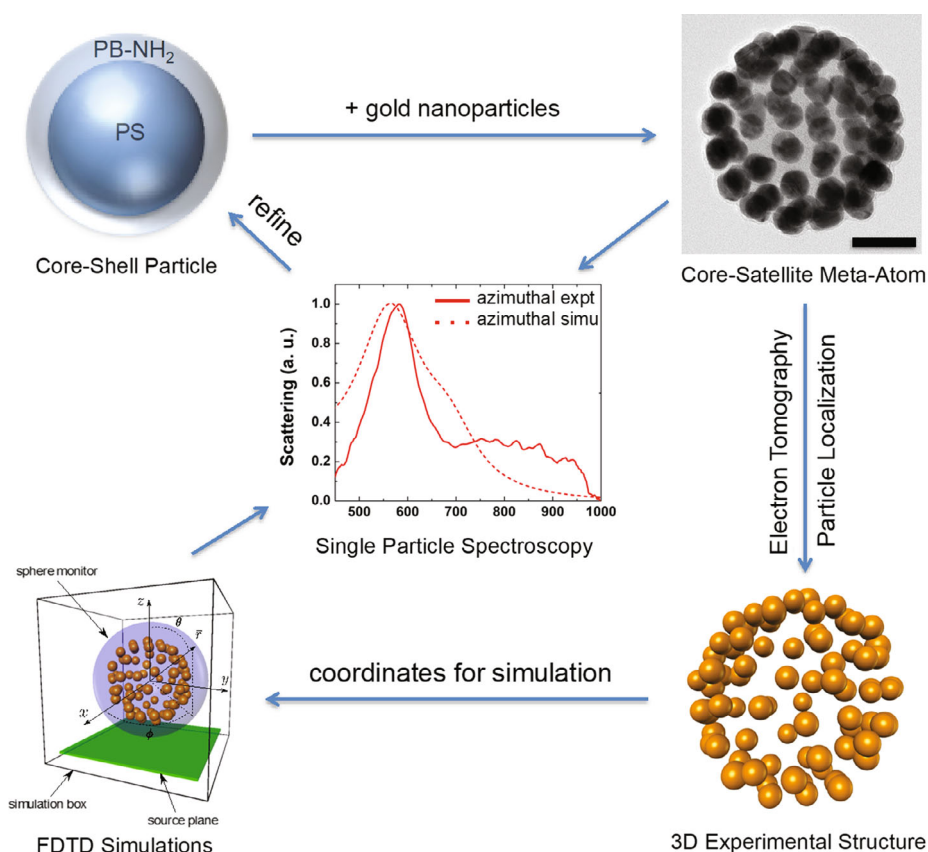 PB-NH₂
PS
Core-Shell Particle
+ gold nanoparticles
Core-Satellite Meta-Atom
refine
azimuthal expt
azimuthal simu
Scattering (a. u.)
1.0
0.8
0.6
0.4
0.2
0.0
500 600 700 800 900 1000
Single Particle Spectroscopy
Electron Tomography
Particle Localization
sphere monitor
z
θ
r̅
y
x
ϕ
simulation box
source plane
FDTD Simulations
coordinates for simulation
3D Experimental Structure